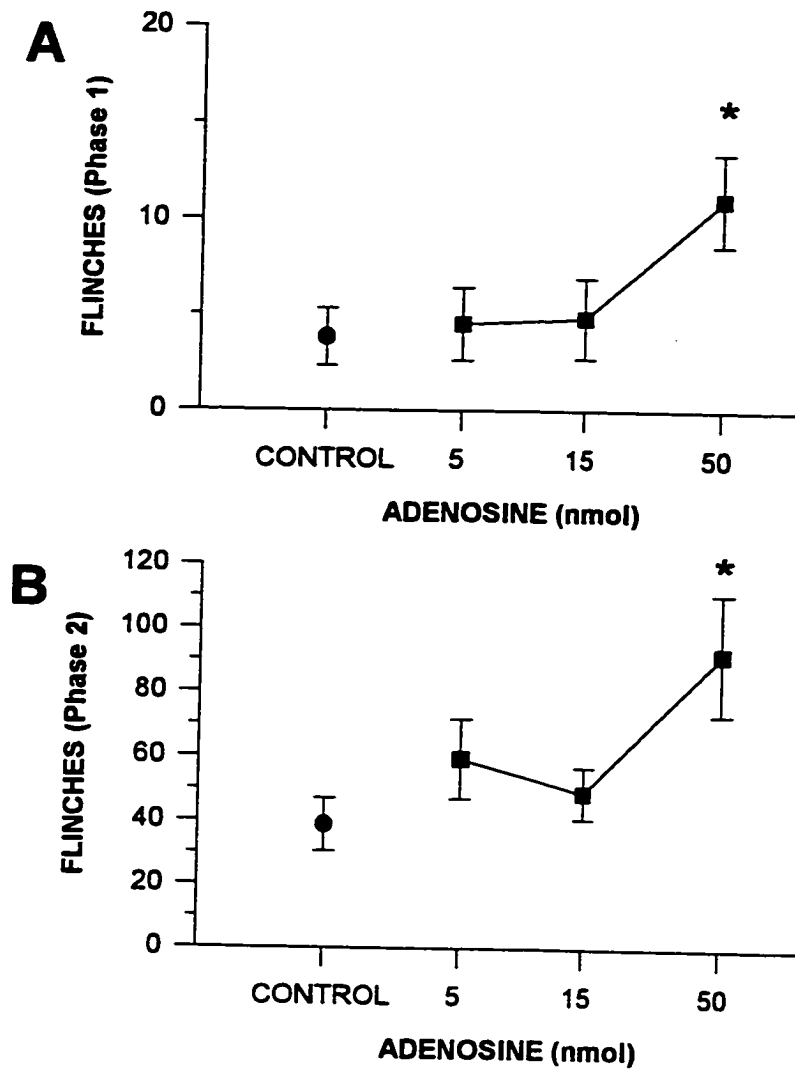 A
FLINCHES (Phase 1)
20
10
0
*
CONTROL 5 15 50
ADENOSINE (nmol)
B
FLINCHES (Phase 2)
120
100
80
60
40
20
0
*
CONTROL 5 15 50
ADENOSINE (nmol)